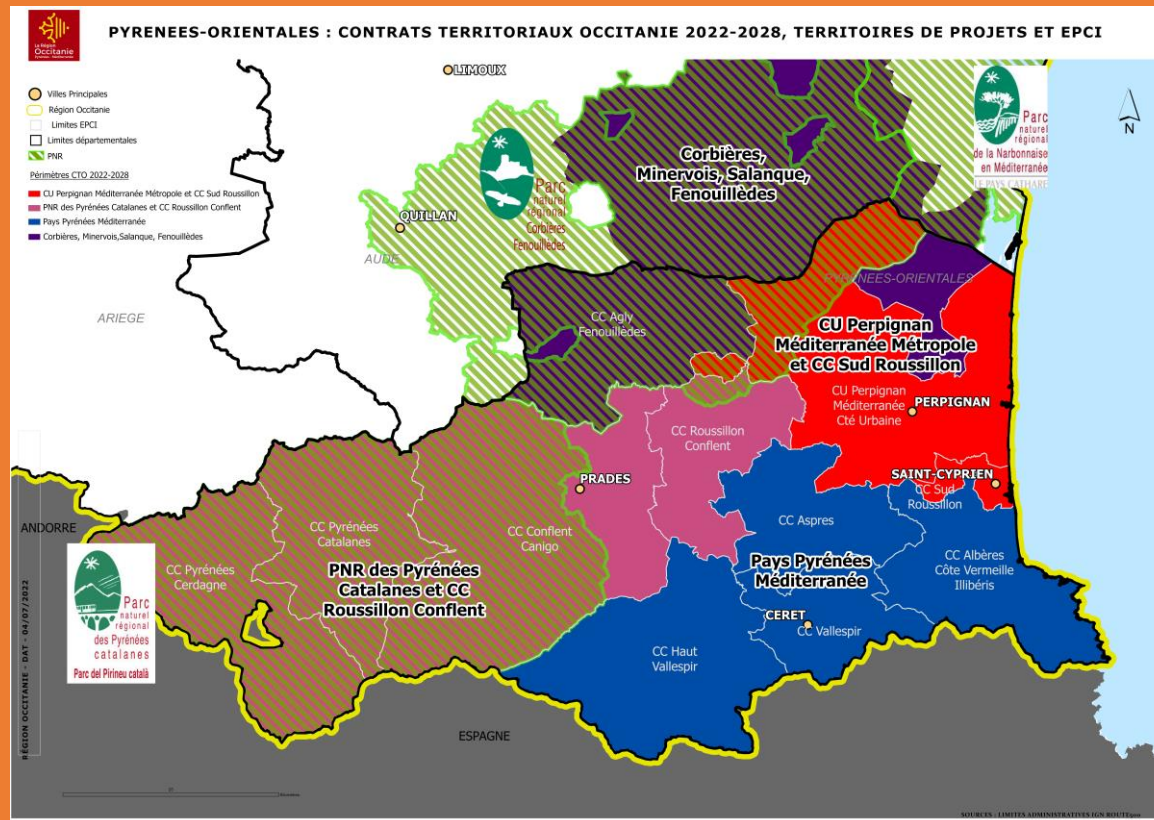 La Région
Occitanie
Pyrénées - Méditerranée
PYRENEES-ORIENTALES : CONTRATS TERRITORIAUX OCCITANIE 2022-2028, TERRITOIRES DE PROJETS ET EPCI
Villes Principales
Région Occitanie
Limites EPCI
Limites départementales
PNR
Périmètres CTO 2022-2028
CU Perpignan Méditerranée Métropole et CC Sud Roussillon
PNR des Pyrénées Catalanes et CC Roussillon Conflent
Pays Pyrénées Méditerranée
Corbières, Minervois,Salanque, Fenouillèdes
LIMOUX
QUILLAN
AUDE
ARIEGE
Parc
naturel
régional
Corbières
Fenouillèdes
Corbières,
Minervois, Salanque,
Fenouillèdes
Parc
naturel
régional
de la Narbonnaise
en Méditerranée
LE PAYS CATHARE
N
PYRENEES-ORIENTALES
CC Agly
Fenouillèdes
CU Perpignan
Méditerranée Métropole
et CC Sud Roussillon
CU Perpignan
Méditerranée
Cté Urbaine
PERPIGNAN
CC Roussillon
Conflent
PRADES
SAINT-CYPRIEN
CC Sud
Roussillon
CC Aspres
CC Pyrénées
Catalanes
CC Conflent
Canigo
ANDORRE
CC Pyrénées
Cerdagne
PNR des Pyrénées
Catalanes et CC
Roussillon Conflent
Pays Pyrénées
Méditerranée
CC Albères
Côte Vermeille
Illibéris
CERET
CC Vallespir
CC Haut
Vallespir
Parc
naturel
régional
des Pyrénées
catalanes
Parc del Pirineu català
ESPAGNE
RÉGION OCCITANIE - DAT - 04/07/2022
SOURCES : LIMITES ADMINISTRATIVES IGN